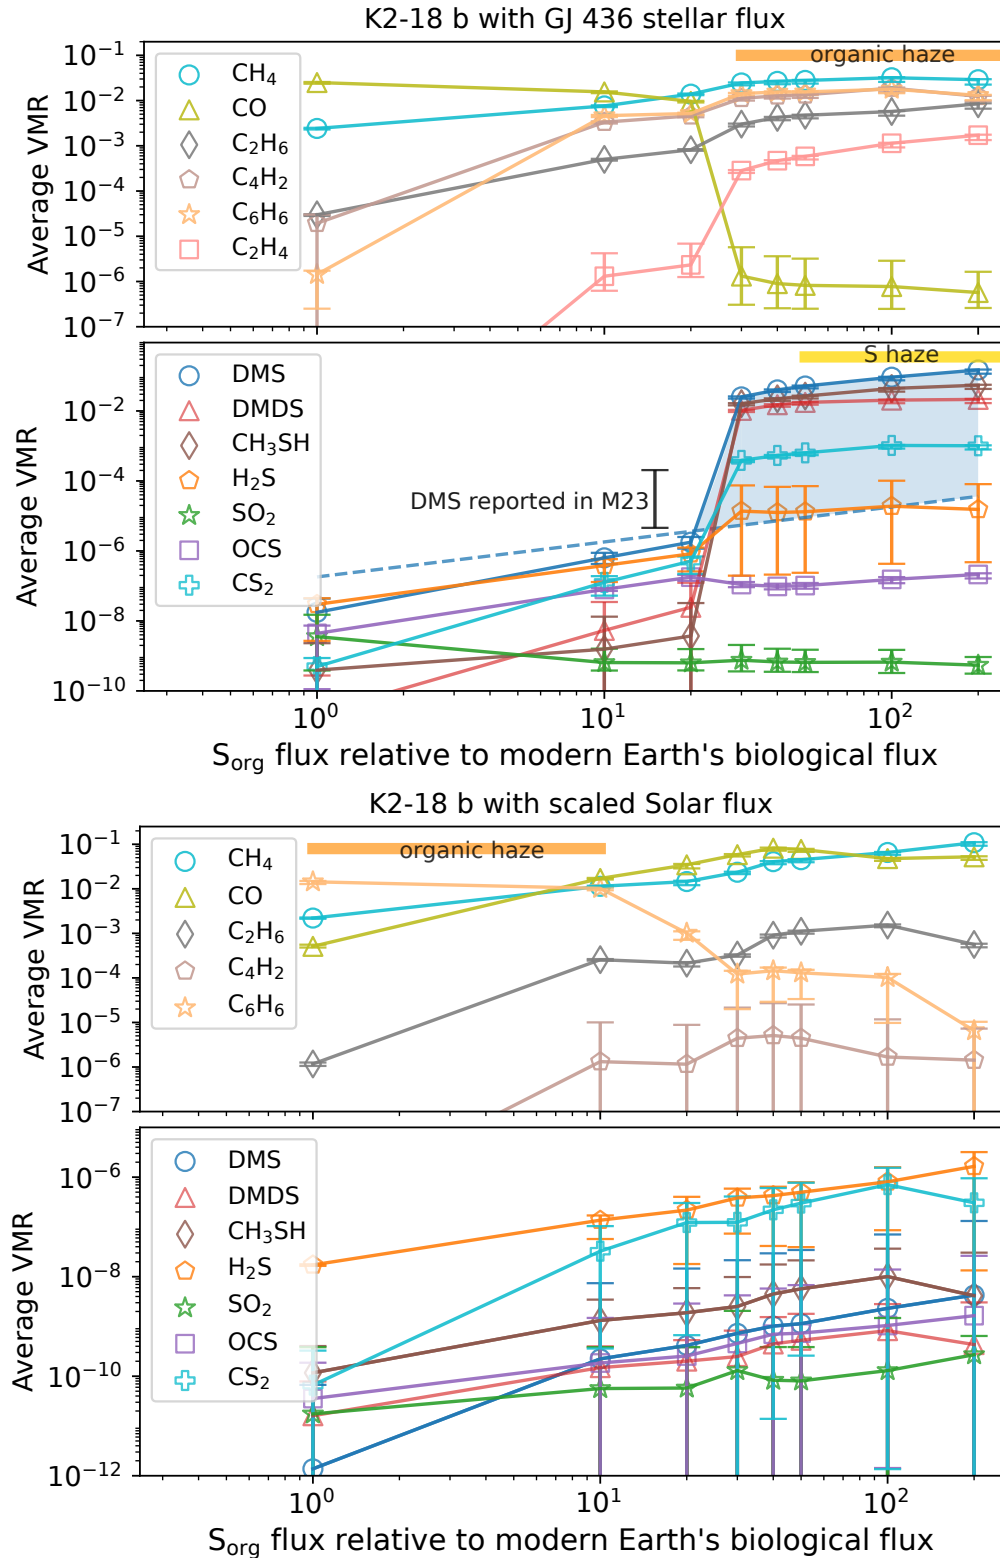 K2-18 b with GJ 436 stellar flux
10⁻¹
10⁻²
10⁻³
10⁻⁴
10⁻⁵
10⁻⁶
10⁻⁷
Average VMR
CH₄
CO
C₂H₆
C₄H₂
C₆H₆
C₂H₄
organic haze
10⁻²
10⁻⁴
10⁻⁶
10⁻⁸
10⁻¹⁰
Average VMR
DMS
DMDS
CH₃SH
H₂S
SO₂
OCS
CS₂
S haze
DMS reported in M23
10⁰ 10¹ 10²
S_org flux relative to modern Earth's biological flux
K2-18 b with scaled Solar flux
10⁻¹
10⁻²
10⁻³
10⁻⁴
10⁻⁵
10⁻⁶
10⁻⁷
Average VMR
CH₄
CO
C₂H₆
C₄H₂
C₆H₆
organic haze
10⁻⁶
10⁻⁸
10⁻¹⁰
10⁻¹²
Average VMR
DMS
DMDS
CH₃SH
H₂S
SO₂
OCS
CS₂
10⁰ 10¹ 10²
S_org flux relative to modern Earth's biological flux